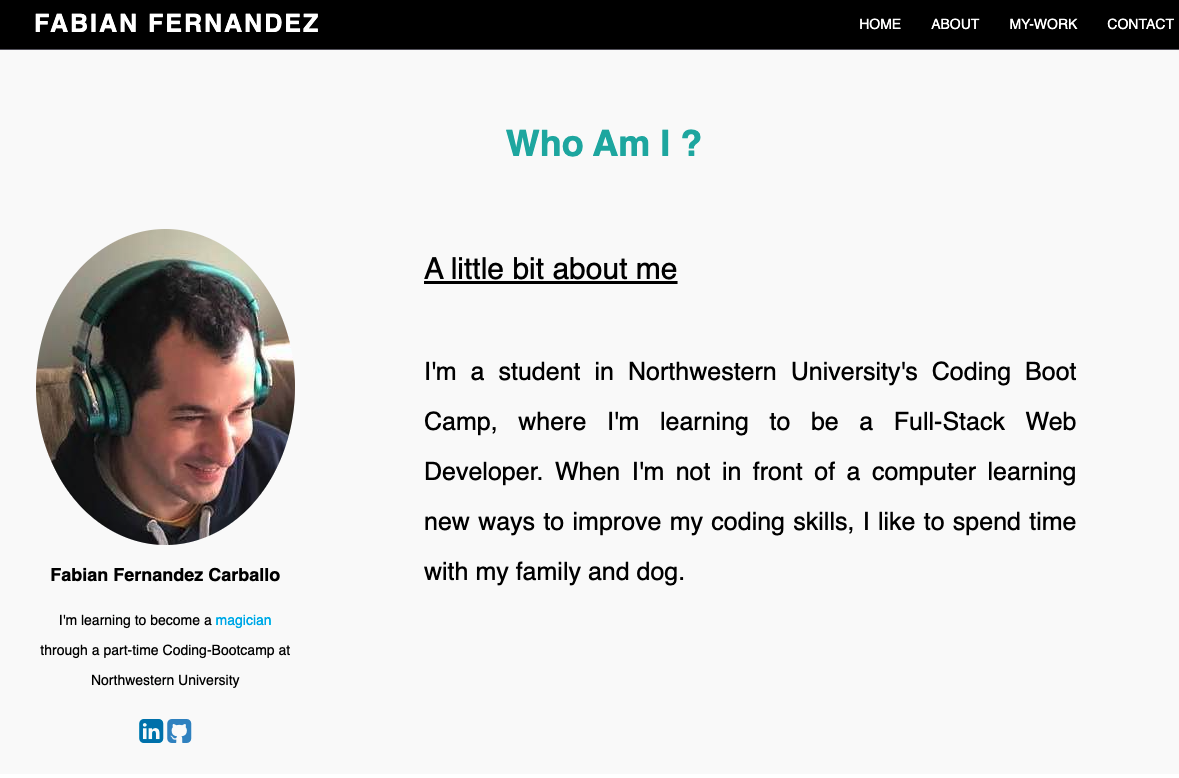 FABIAN FERNANDEZ
HOME ABOUT MY-WORK CONTACT
Who Am I ?
A little bit about me
I'm a student in Northwestern University's Coding Boot
Camp, where I'm learning to be a Full-Stack Web
Developer. When I'm not in front of a computer learning
new ways to improve my coding skills, I like to spend time
with my family and dog.
Fabian Fernandez Carballo
I'm learning to become a magician
through a part-time Coding-Bootcamp at
Northwestern University
in